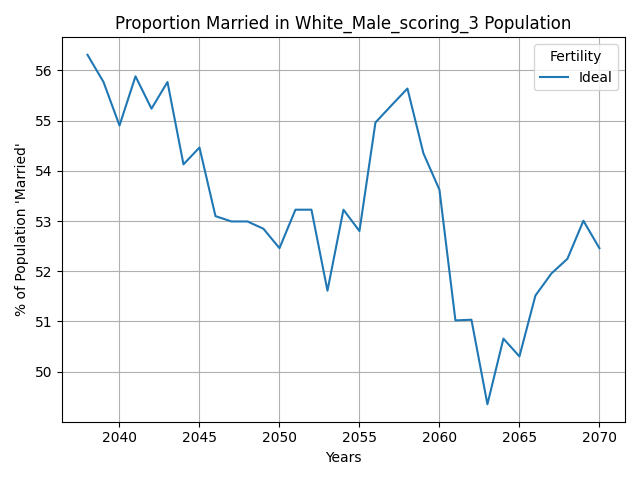 Proportion Married in White_Male_scoring_3 Population
Fertility
Ideal
% of Population 'Married'
56
55
54
53
52
51
50
2040 2045 2050 2055 2060 2065 2070
Years